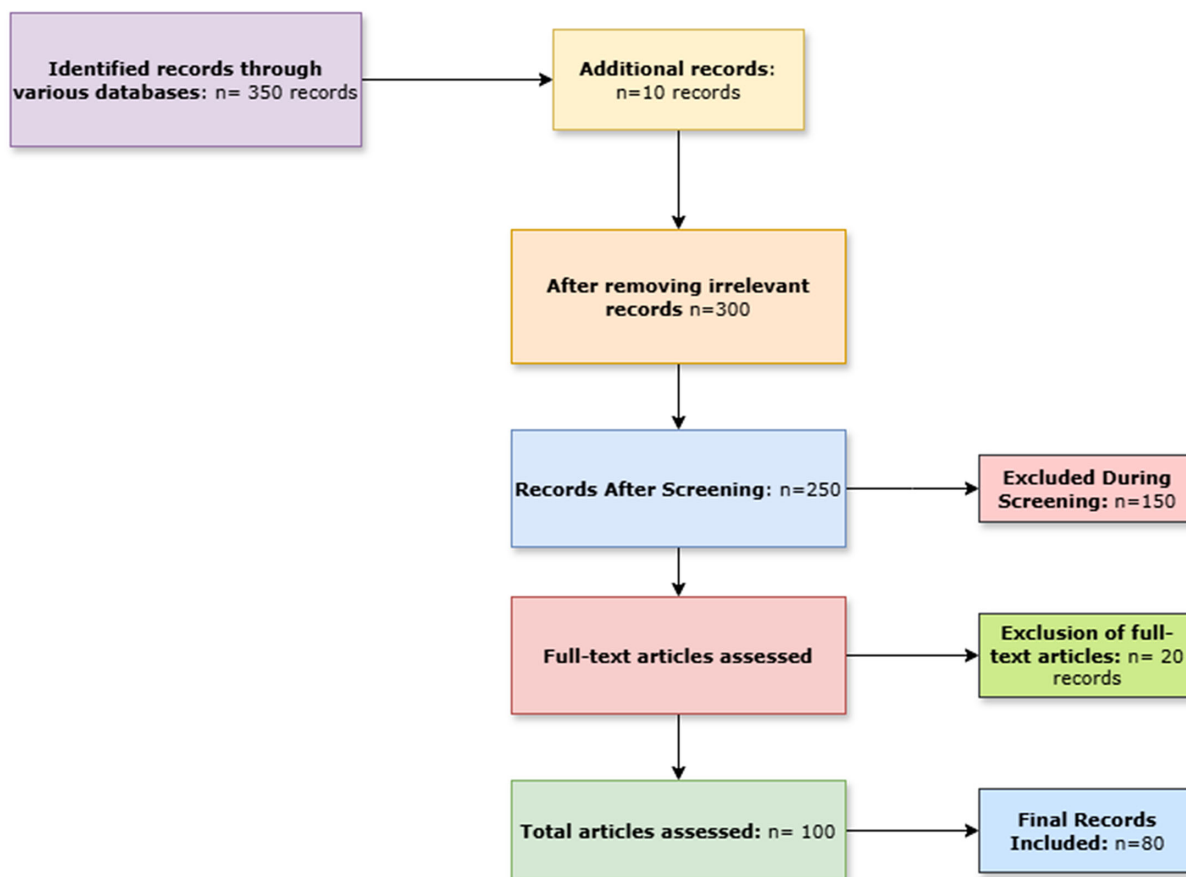 Identified records through
various databases: n= 350 records
Additional records:
n=10 records
After removing irrelevant
records n=300
Records After Screening: n=250
Excluded During
Screening: n=150
Full-text articles assessed
Exclusion of full-
text articles: n= 20
records
Total articles assessed: n= 100
Final Records
Included: n=80